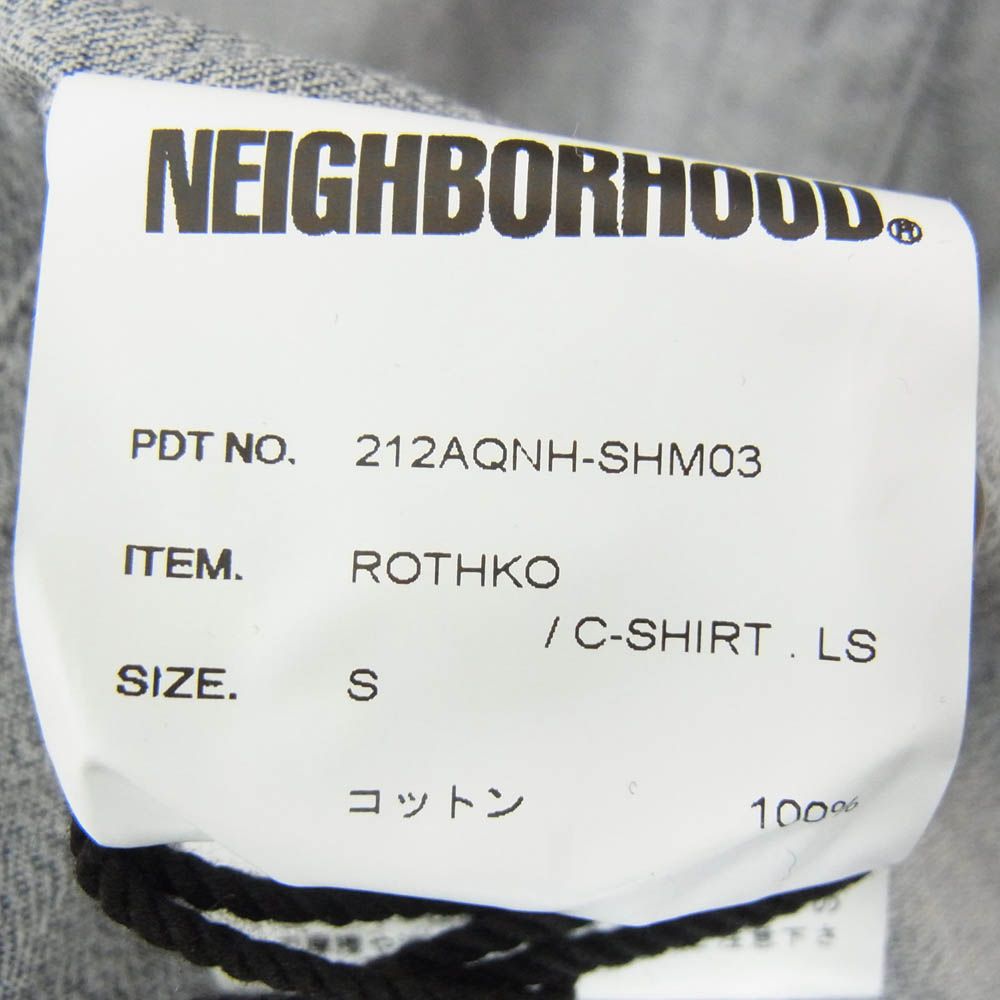 NEIGHBORHOOD®
PDT NO. 212AQNH-SHM03
ITEM. ROTHKO
/ C-SHIRT . LS
SIZE. S
コットン 100%